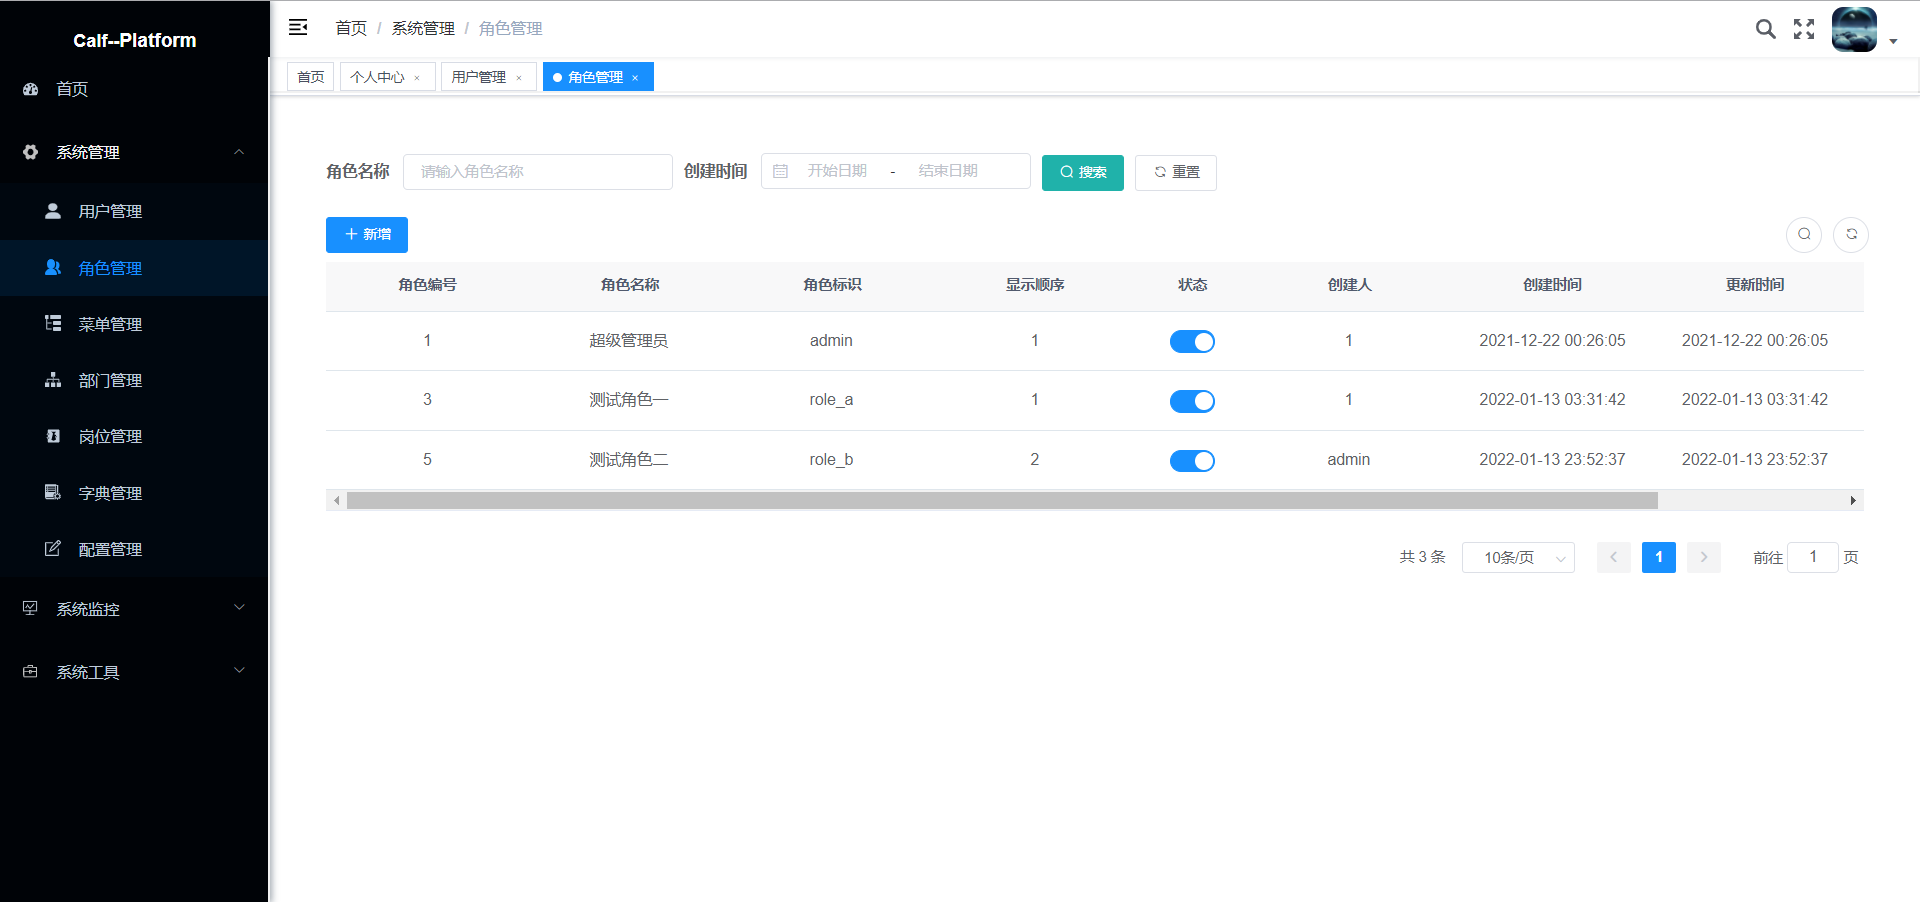 Calf--Platform
首页
系统管理
用户管理
角色管理
菜单管理
部门管理
岗位管理
字典管理
配置管理
系统监控
系统工具
首页 / 系统管理 / 角色管理
首页 个人中心 × 用户管理 × 角色管理 ×
角色名称 请输入角色名称 创建时间 开始日期 - 结束日期 搜索 重置
新增
角色编号 角色名称 角色标识 显示顺序 状态 创建人 创建时间 更新时间
1 超级管理员 admin 1 1 2021-12-22 00:26:05 2021-12-22 00:26:05
3 测试角色一 role_a 1 1 2022-01-13 03:31:42 2022-01-13 03:31:42
5 测试角色二 role_b 2 admin 2022-01-13 23:52:37 2022-01-13 23:52:37
共 3 条 10条/页 1 前往 1 页